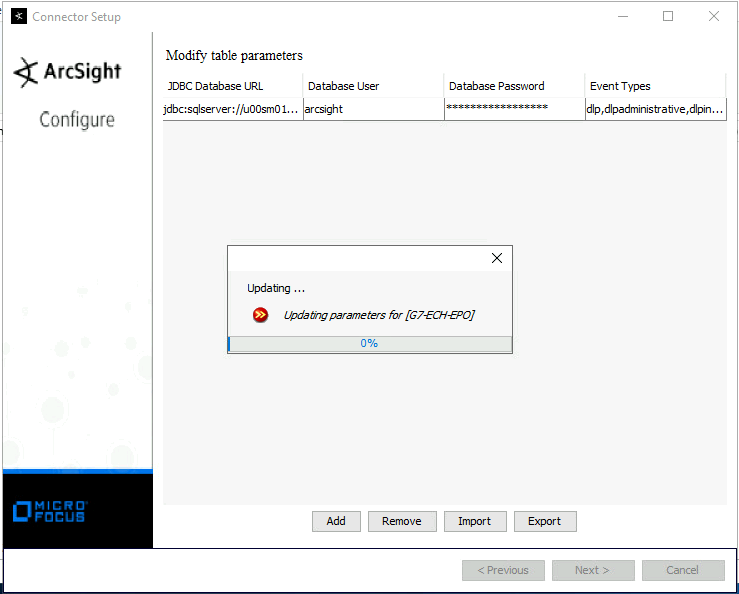 Connector Setup
ArcSight
Configure
Modify table parameters
JDBC Database URL Database User Database Password Event Types
jdbc:sqlserver://u00sm01... arcsight ***************** dlp,dlpadministrative,dlpin...
Updating ...
Updating parameters for [G7-ECH-EPO]
0%
Add Remove Import Export
MICRO
FOCUS
< Previous Next > Cancel